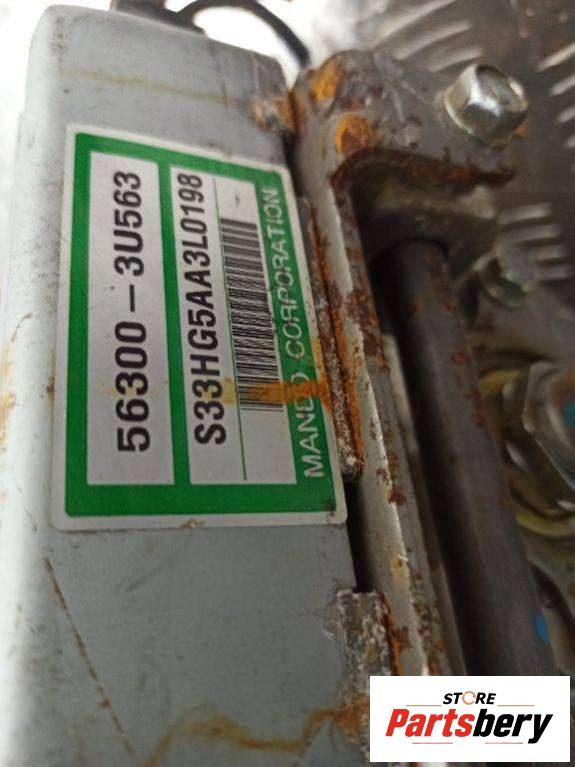 56300-3U563
S33HG5AA3L0198
MANDO CORPORATION
STORE
Partsbery